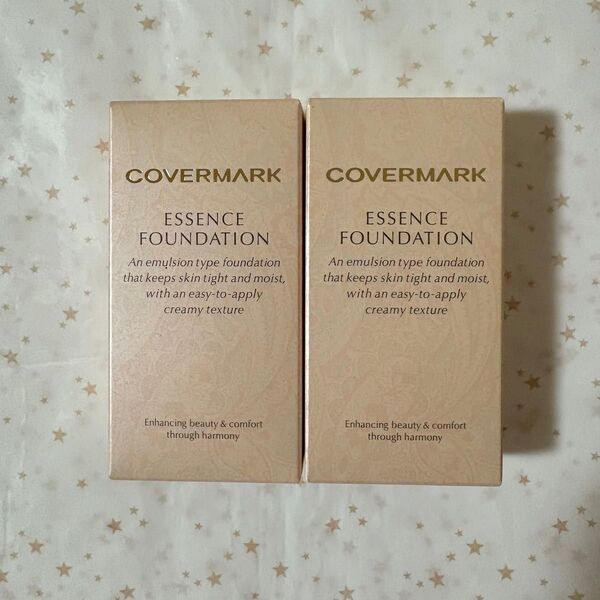 COVERMARK
ESSENCE
FOUNDATION
An emulsion type foundation
that keeps skin tight and moist,
with an easy-to-apply
creamy texture
Enhancing beauty & comfort
through harmony
COVERMARK
ESSENCE
FOUNDATION
An emulsion type foundation
that keeps skin tight and moist,
with an easy-to-apply
creamy texture
Enhancing beauty & comfort
through harmony